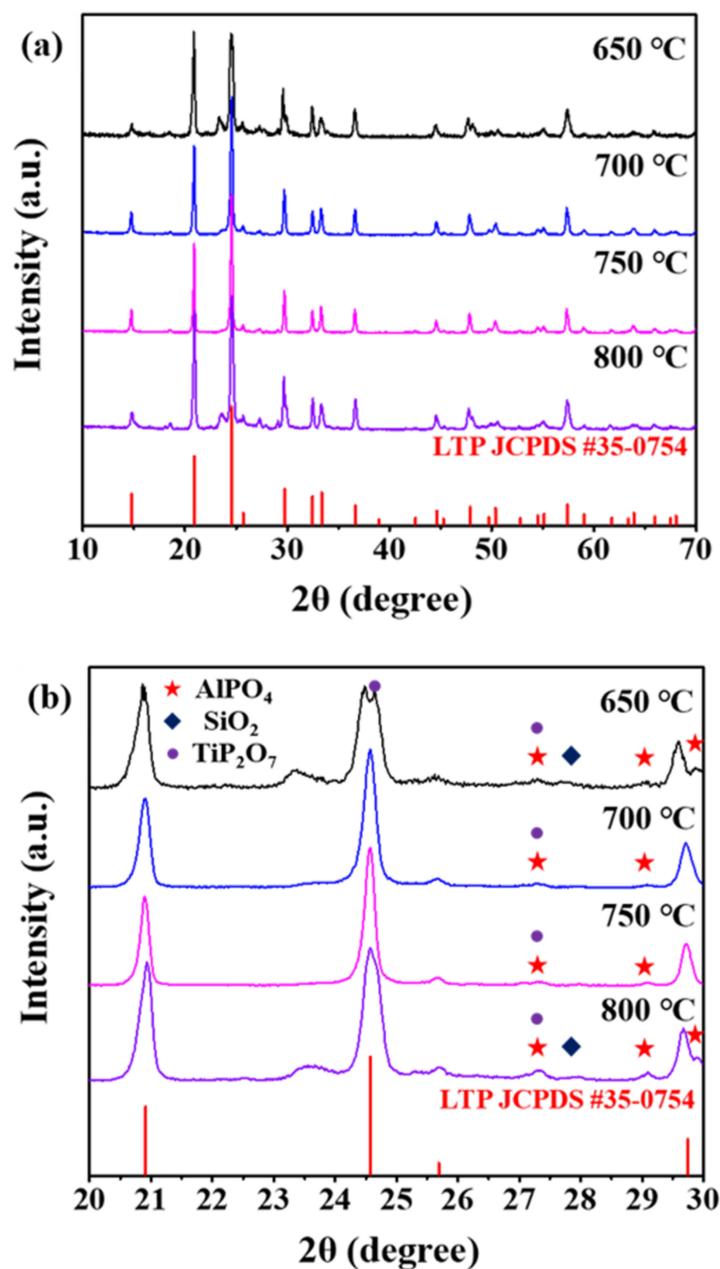 (a)
650 °C
700 °C
750 °C
800 °C
LTP JCPDS #35-0754
Intensity (a.u.)
10 20 30 40 50 60 70
2θ (degree)
(b)
AlPO₄
SiO₂
TiP₂O₇
650 °C
700 °C
750 °C
800 °C
LTP JCPDS #35-0754
Intensity (a.u.)
20 21 22 23 24 25 26 27 28 29 30
2θ (degree)